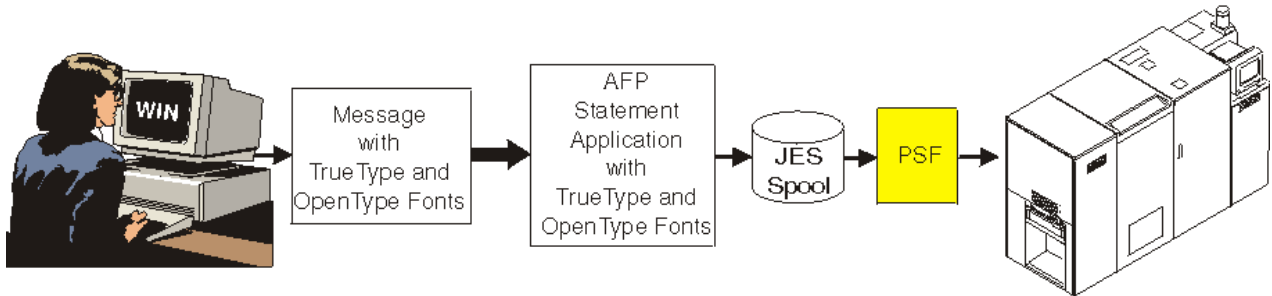 WIN
Message
with
TrueType and
OpenType Fonts
AFP
Statement
Application
with
TrueType and
OpenType Fonts
JES
Spool
PSF